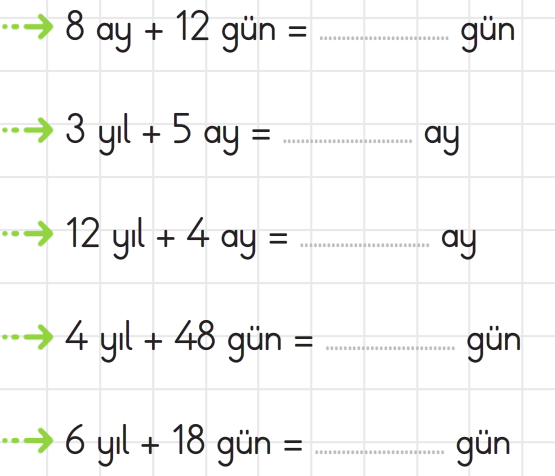 8 ay + 12 gün = .............................. gün
3 yıl + 5 ay = .............................. ay
12 yıl + 4 ay = .............................. ay
4 yıl + 48 gün = .............................. gün
6 yıl + 18 gün = .............................. gün